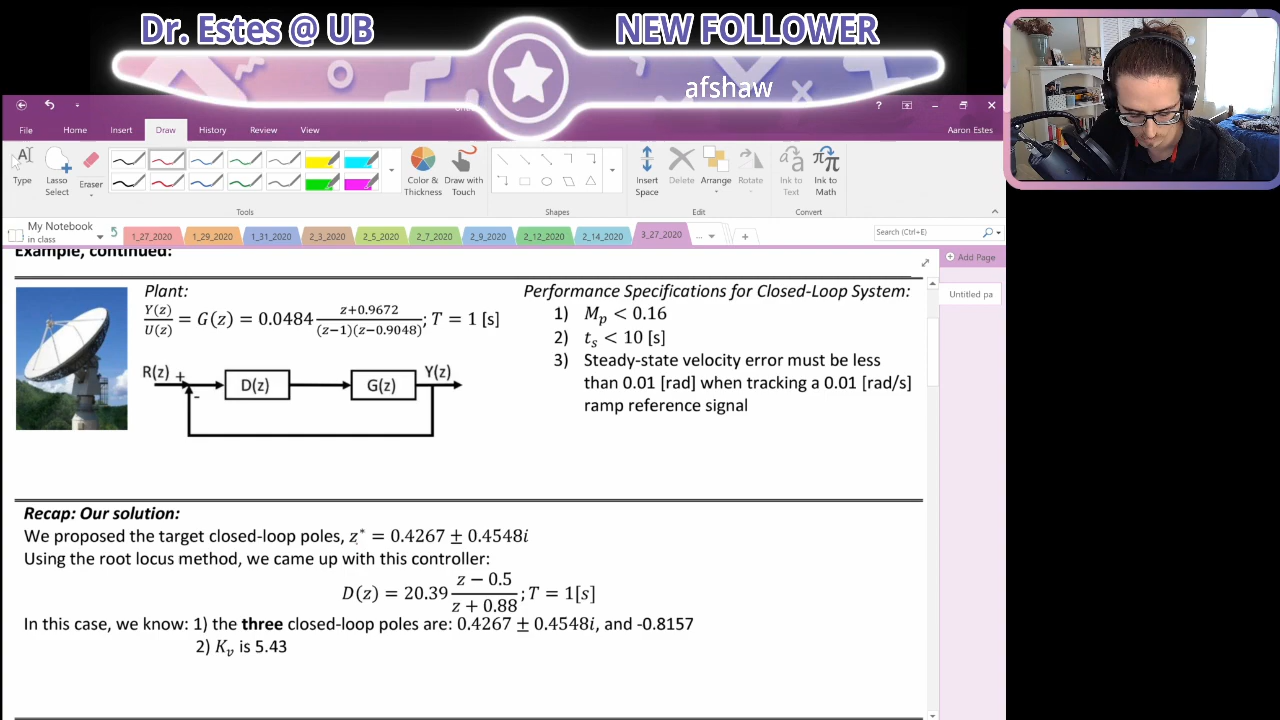 Dr. Estes @ UB
NEW FOLLOWER
afshaw
File Home Insert Draw History Review View
Aaron Estes
Type
Lasso Select
Eraser
Color & Thickness
Draw with Touch
Insert Space
Delete
Arrange
Rotate
Ink to Text
Ink to Math
Tools
Shapes
Edit
Convert
My Notebook
in class
1_27_2020 1_29_2020 1_31_2020 2_3_2020 2_5_2020 2_7_2020 2_9_2020 2_12_2020 2_14_2020 3_27_2020 ...
Search (Ctrl+E)
Add Page
Untitled pa
Example, continued:
Plant:
Y(z)/U(z) = G(z) = 0.0484 (z+0.9672)/((z−1)(z−0.9048)); T = 1 [s]
R(z) + - D(z) G(z) Y(z)
Performance Specifications for Closed-Loop System:
1) M_p < 0.16
2) t_s < 10 [s]
3) Steady-state velocity error must be less
than 0.01 [rad] when tracking a 0.01 [rad/s]
ramp reference signal
Recap: Our solution:
We proposed the target closed-loop poles, z* = 0.4267 ± 0.4548i
Using the root locus method, we came up with this controller:
D(z) = 20.39 (z − 0.5)/(z + 0.88); T = 1[s]
In this case, we know: 1) the three closed-loop poles are: 0.4267 ± 0.4548i, and -0.8157
2) K_v is 5.43